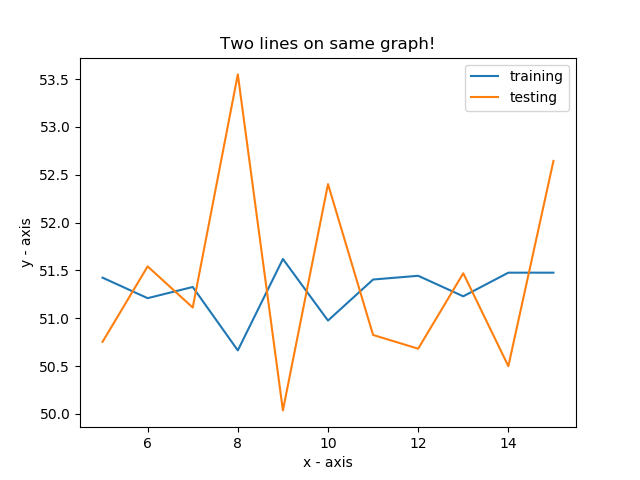 Two lines on same graph!
training
testing
53.5
53.0
52.5
52.0
51.5
51.0
50.5
50.0
y - axis
6 8 10 12 14
x - axis